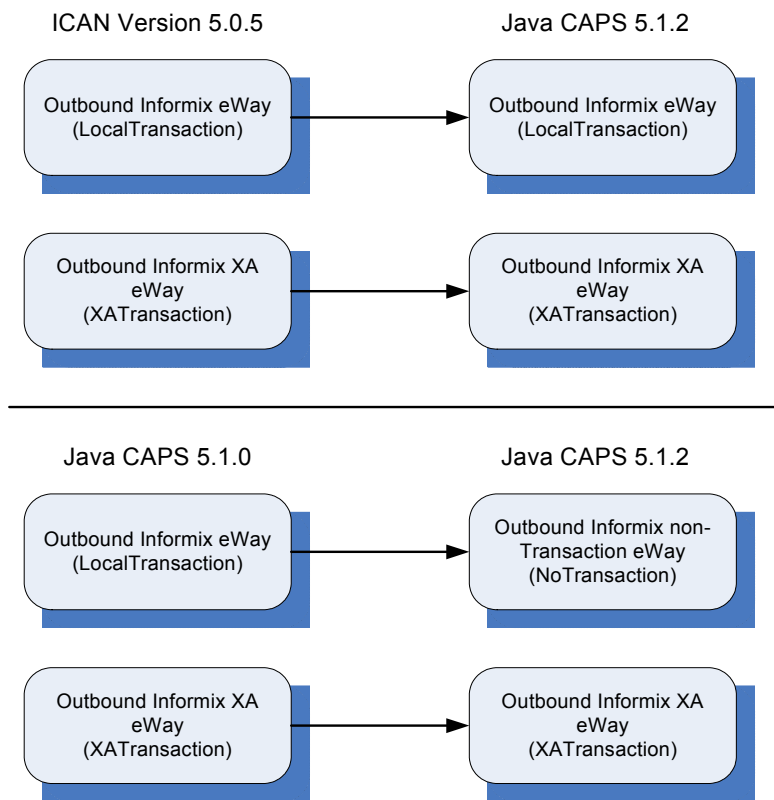 ICAN Version 5.0.5
Java CAPS 5.1.2
Outbound Informix eWay
(LocalTransaction)
Outbound Informix eWay
(LocalTransaction)
Outbound Informix XA
eWay
(XATransaction)
Outbound Informix XA
eWay
(XATransaction)
Java CAPS 5.1.0
Java CAPS 5.1.2
Outbound Informix eWay
(LocalTransaction)
Outbound Informix non-
Transaction eWay
(NoTransaction)
Outbound Informix XA
eWay
(XATransaction)
Outbound Informix XA
eWay
(XATransaction)